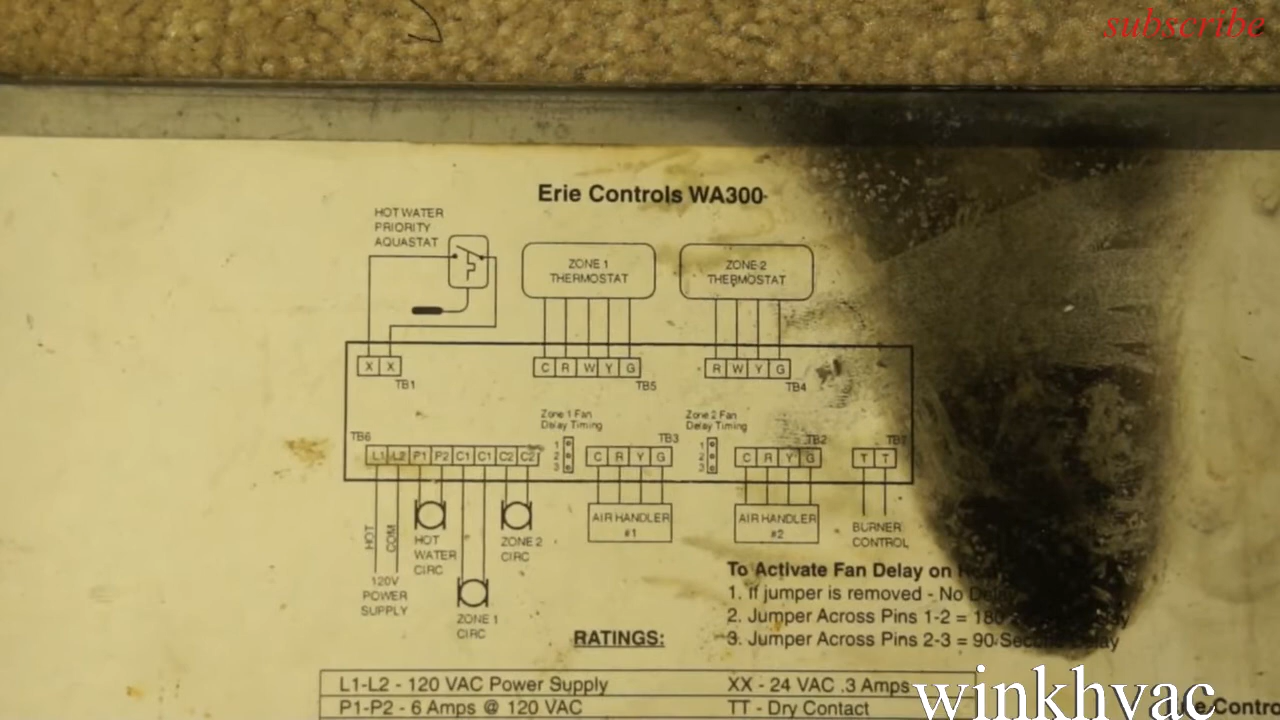 subscribe
Erie Controls WA300
HOT WATER
PRIORITY
AQUASTAT
ZONE 1
THERMOSTAT
ZONE 2
THERMOSTAT
X X
TB1
C R W Y G
TB5
R W Y G
TB4
Zone 1 Fan
Delay Timing
1
2
3
Zone 2 Fan
Delay Timing
1
2
3
TB6
L1 L2 P1 P2 C1 C1 C2 C2
C R Y G
TB3
C R Y G
TB2
T T
HOT
COM
120V
POWER
SUPPLY
HOT
WATER
CIRC
ZONE 1
CIRC
ZONE 2
CIRC
AIR HANDLER
#1
AIR HANDLER
#2
BURNER
CONTROL
To Activate Fan Delay on
1. If jumper is removed - No
2. Jumper Across Pins 1-2 = 180
3. Jumper Across Pins 2-3 = 90 Second Delay
RATINGS:
L1-L2 - 120 VAC Power Supply
XX - 24 VAC .3 Amps
P1-P2 - 6 Amps @ 120 VAC
TT - Dry Contact
winkhvac